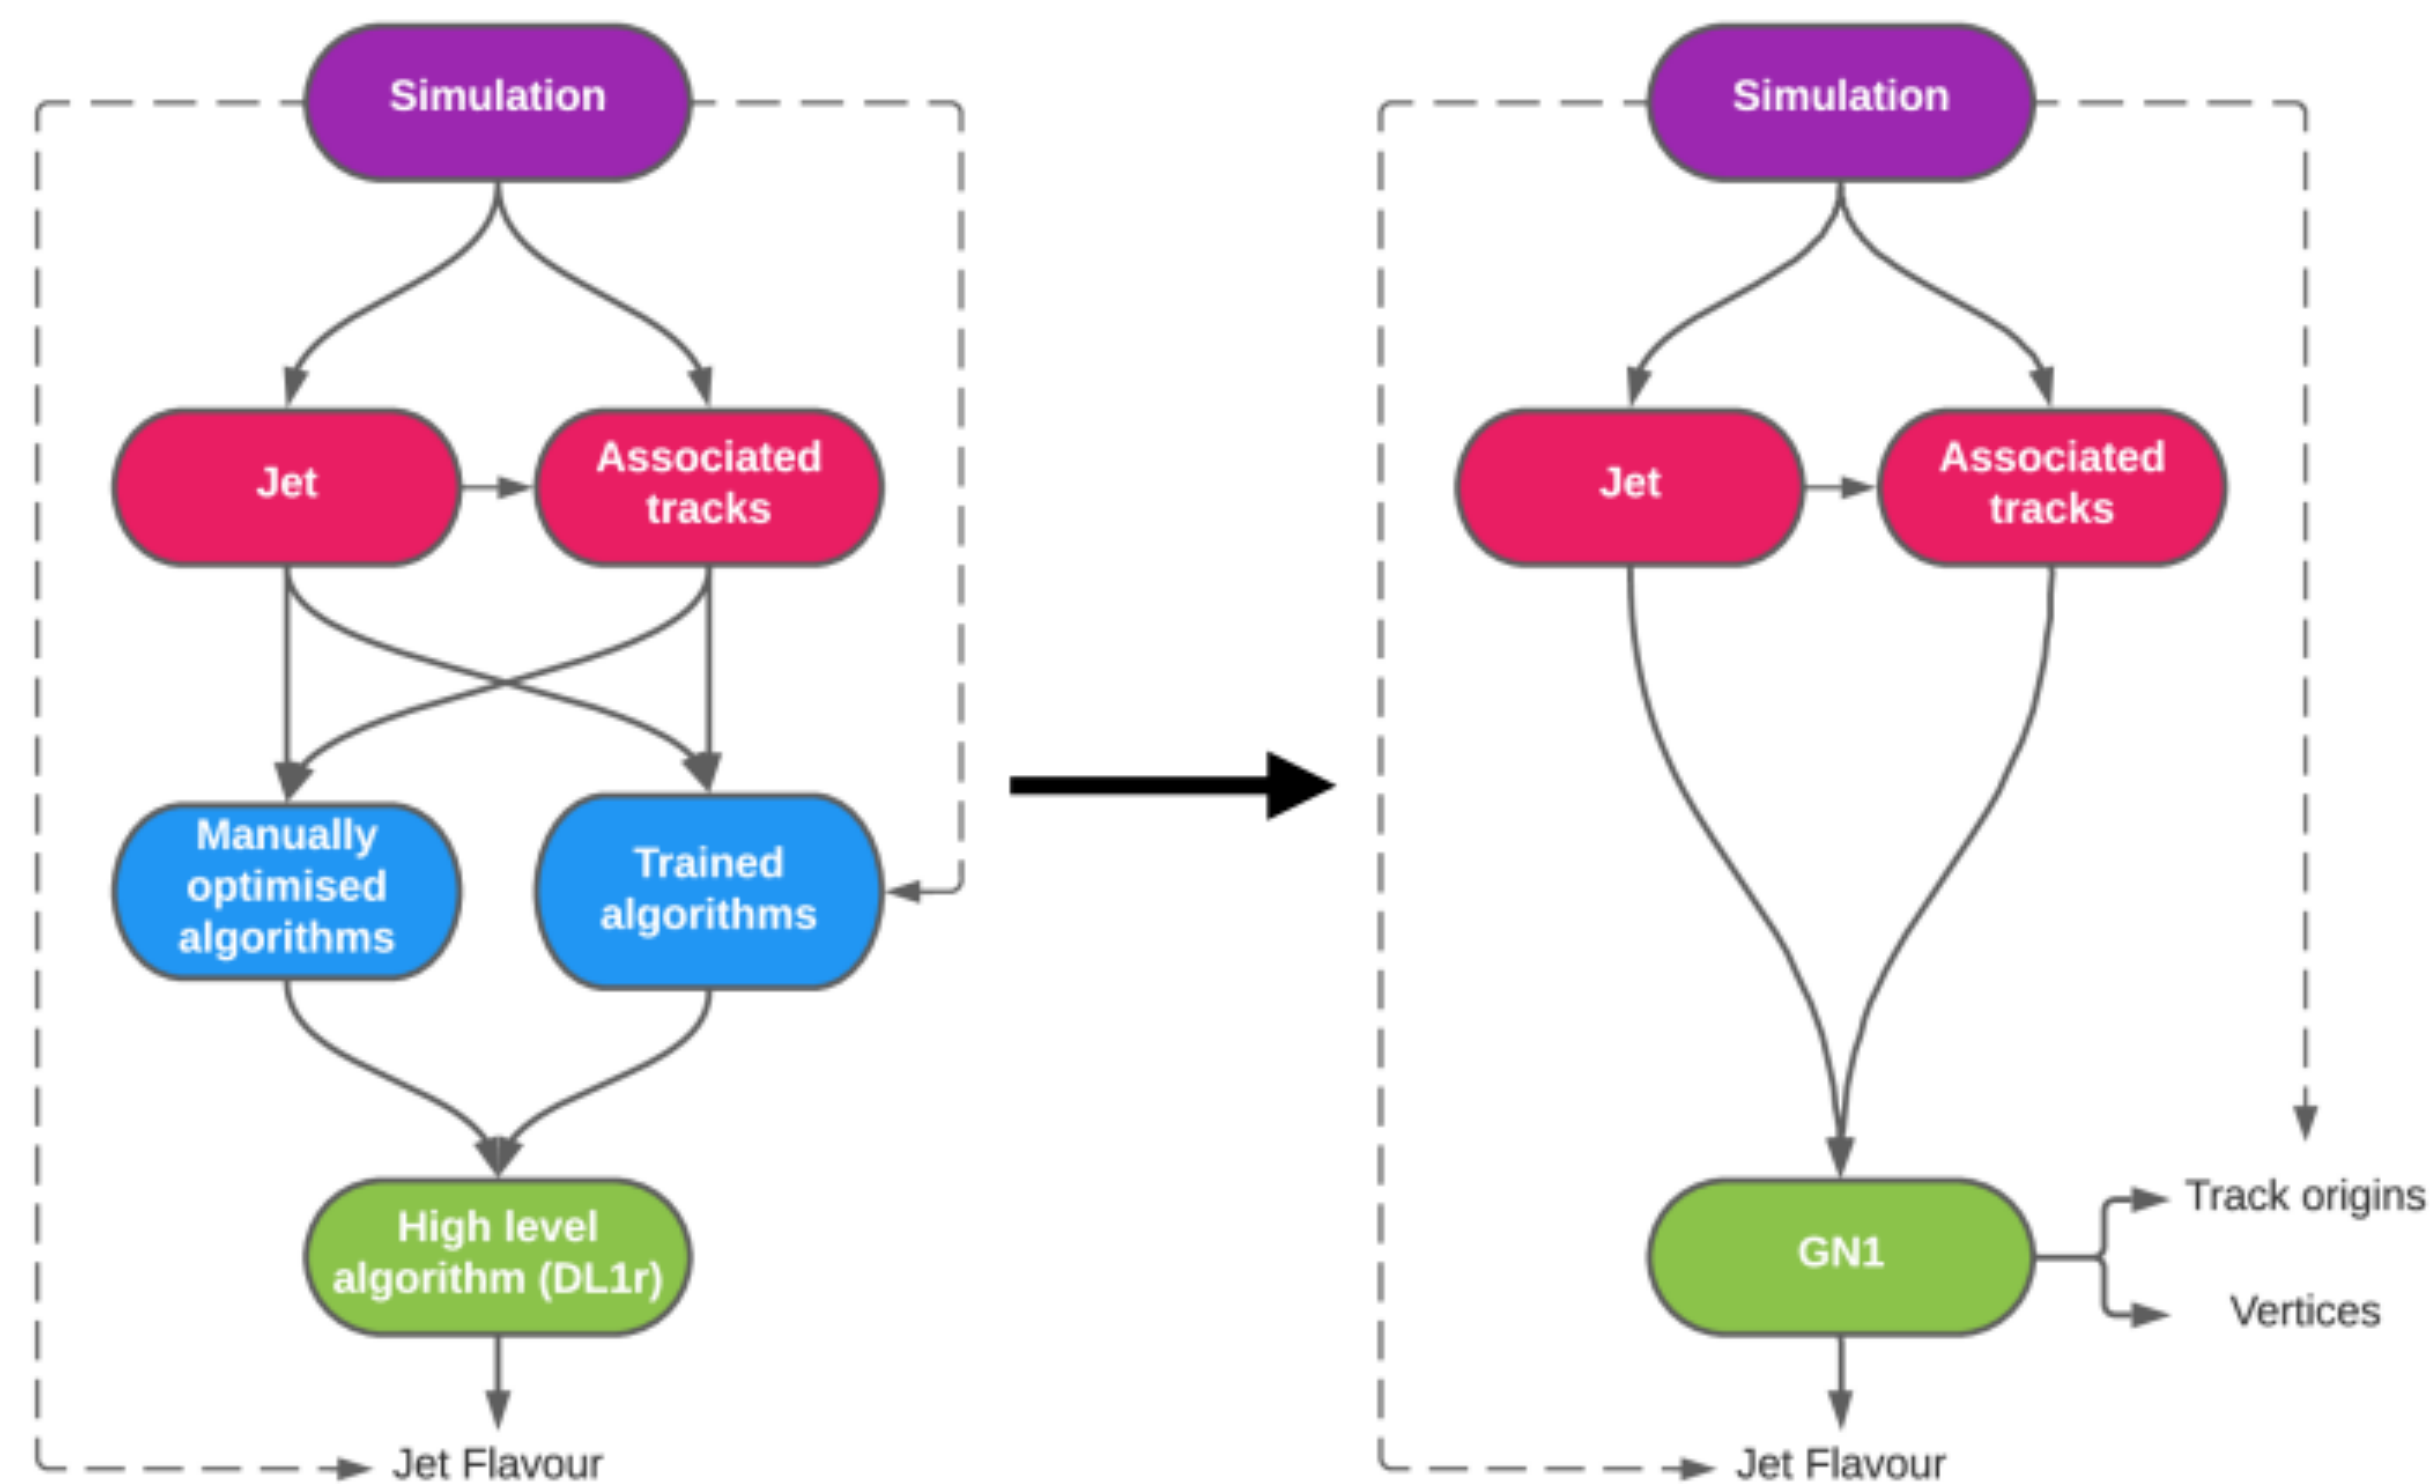 Simulation
Jet
Associated
tracks
Manually
optimised
algorithms
Trained
algorithms
High level
algorithm (DL1r)
Jet Flavour
Simulation
Jet
Associated
tracks
GN1
Track origins
Vertices
Jet Flavour